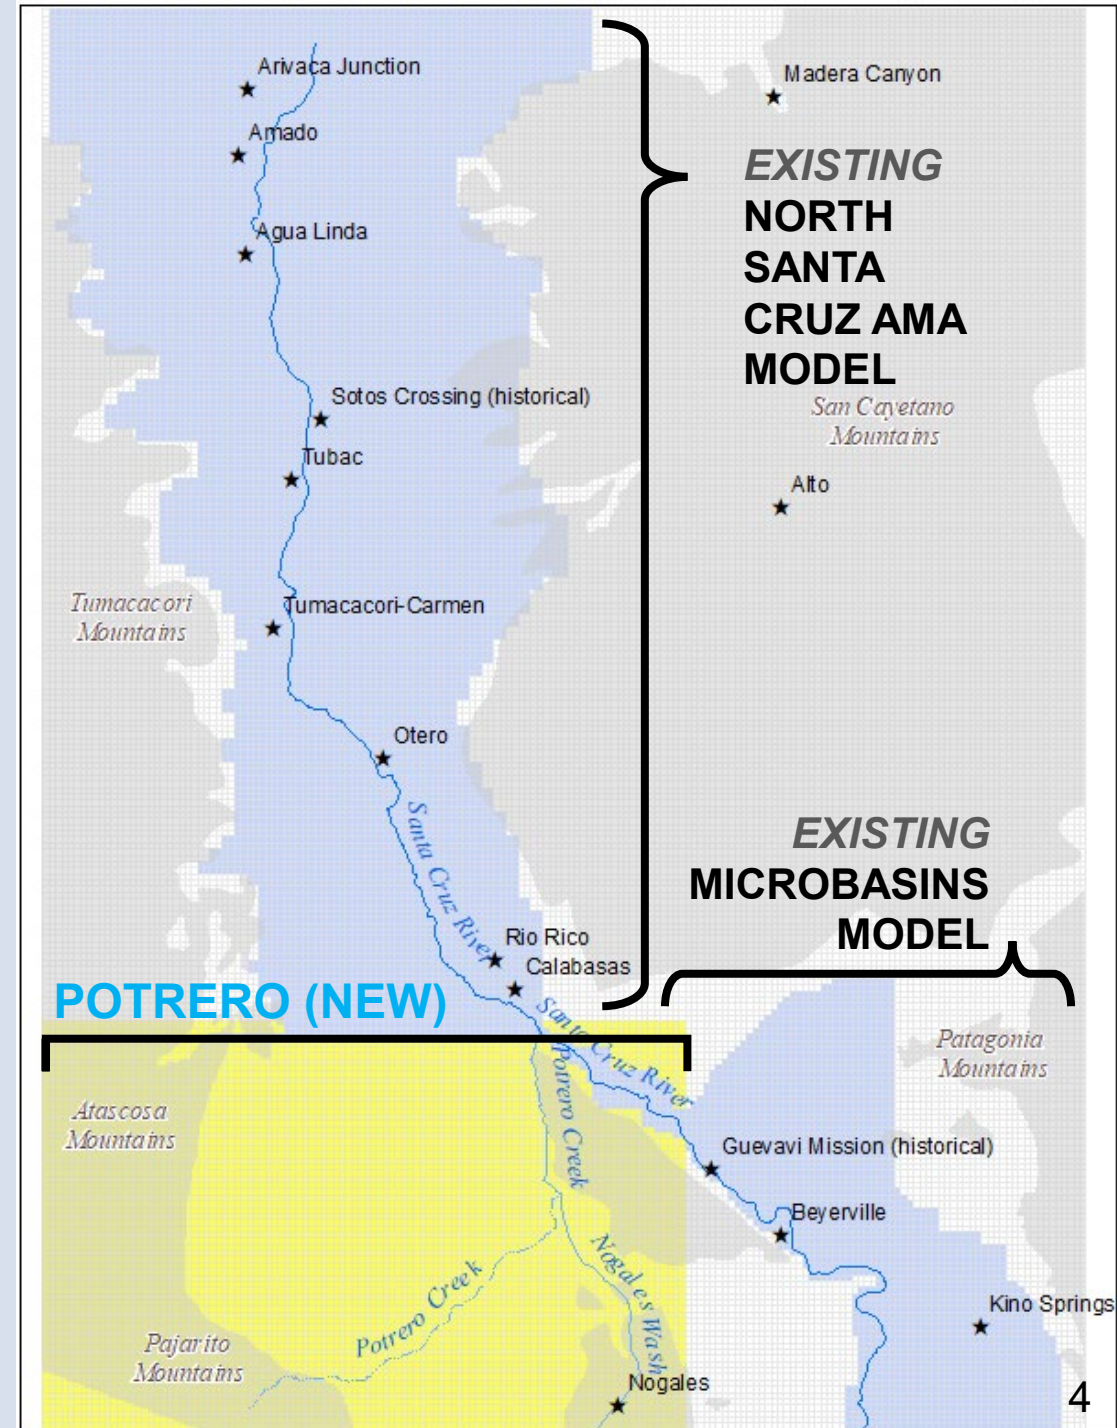 Arivaca Junction
Madera Canyon
Amado
EXISTING
NORTH
SANTA
CRUZ AMA
MODEL
Agua Linda
Sotos Crossing (historical)
San Cayetano
Mountains
Tubac
Alto
Tumacacori
Mountains
Tumacacori-Carmen
Otero
Santa Cruz River
EXISTING
MICROBASINS
MODEL
Rio Rico
Calabasas
POTRERO (NEW)
Santa Cruz River
Patagonia
Mountains
Potrero Creek
Atascosa
Mountains
Guevavi Mission (historical)
Beyerville
Nogales Wash
Potrero Creek
Kino Springs
Pajarito
Mountains
Nogales
4